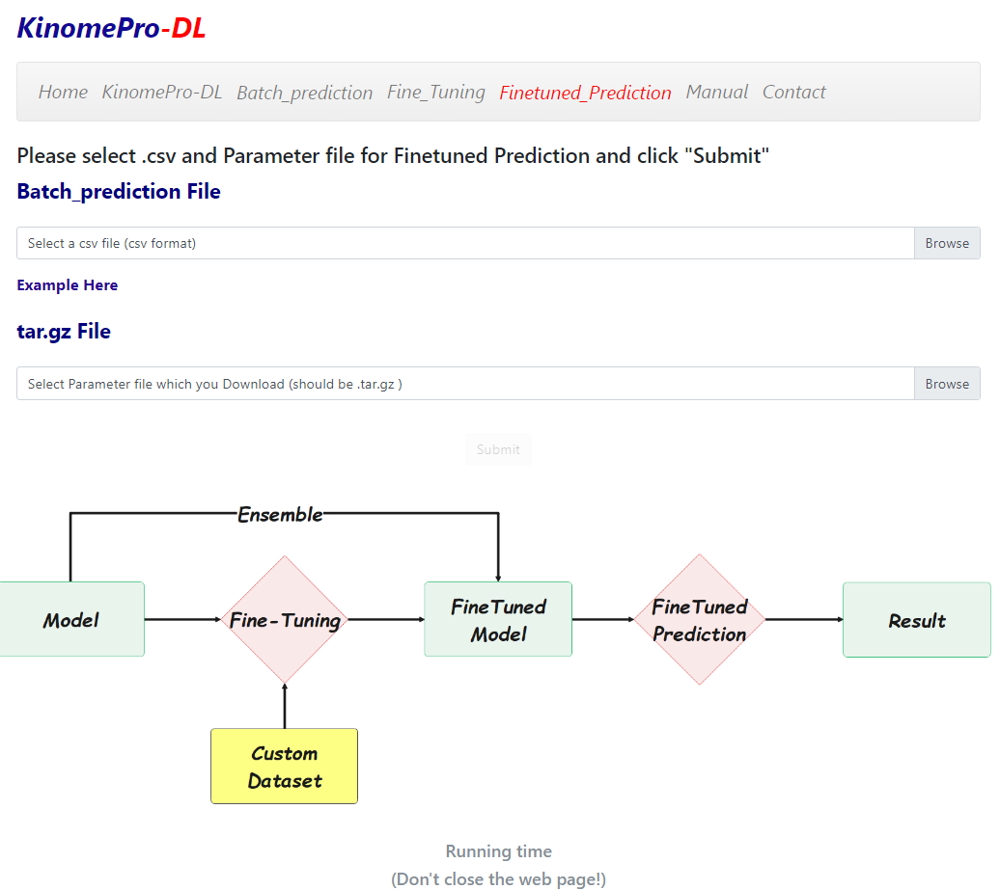 KinomePro-DL
Home KinomePro-DL Batch_prediction Fine_Tuning Finetuned_Prediction Manual Contact
Please select .csv and Parameter file for Finetuned Prediction and click "Submit"
Batch_prediction File
Select a csv file (csv format) Browse
Example Here
tar.gz File
Select Parameter file which you Download (should be .tar.gz ) Browse
Submit
Ensemble
Model
Fine-Tuning
FineTuned
Model
FineTuned
Prediction
Result
Custom
Dataset
Running time
(Don't close the web page!)